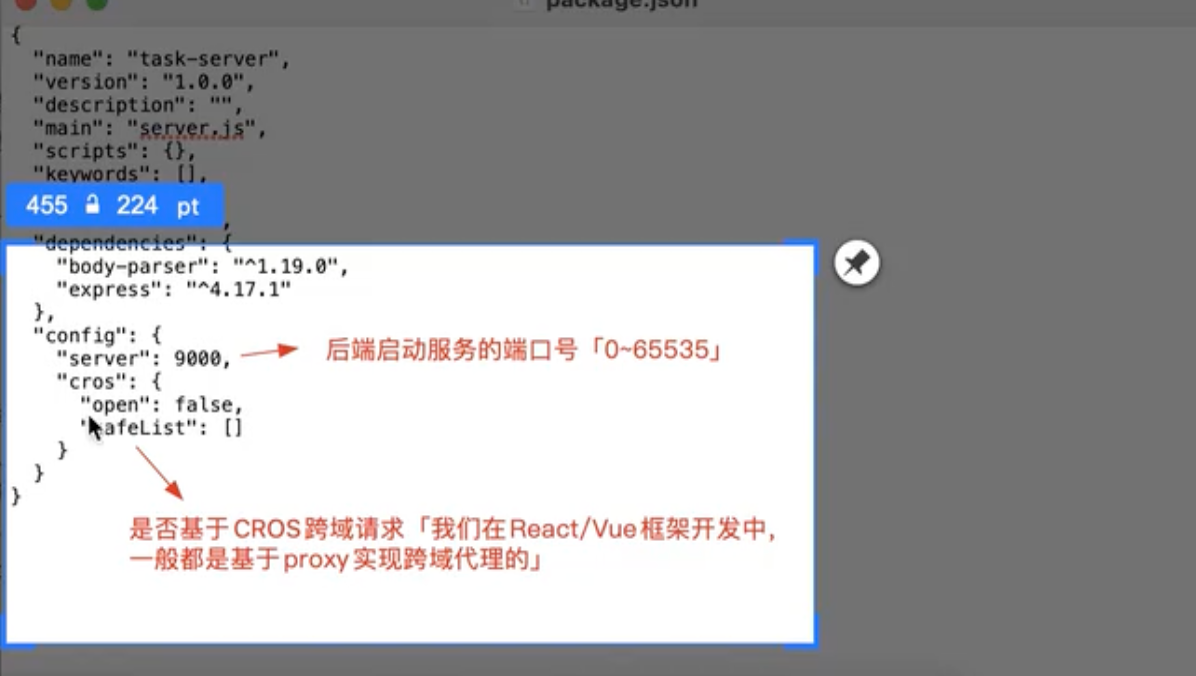 package.json
{
"name": "task-server",
"version": "1.0.0",
"description": "",
"main": "server.js",
"scripts": {},
"keywords": [],
455 224 pt
,
"dependencies": {
"body-parser": "^1.19.0",
"express": "^4.17.1"
},
"config": {
"server": 9000,
后端启动服务的端口号「0~65535」
"cros": {
"open": false,
afeList": []
}
}
}
是否基于CROS跨域请求「我们在React/Vue框架开发中,
一般都是基于proxy实现跨域代理的」